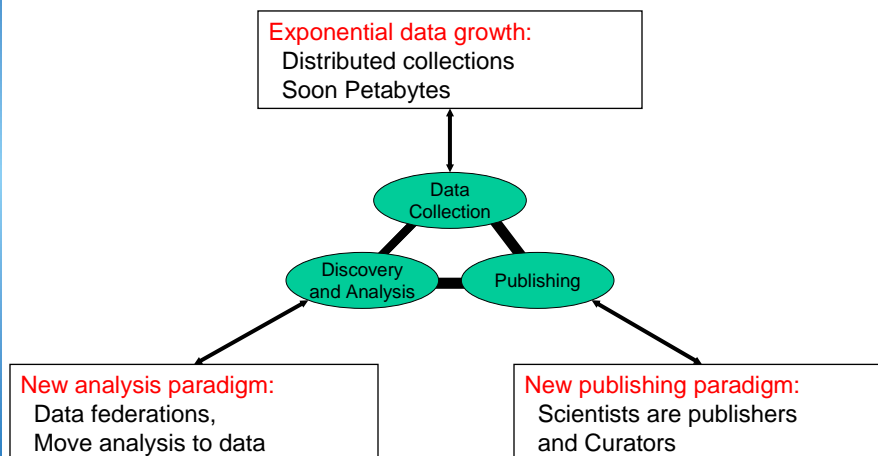 Exponential data growth:
Distributed collections
Soon Petabytes
Data
Collection
Discovery
and Analysis
Publishing
New analysis paradigm:
Data federations,
Move analysis to data
New publishing paradigm:
Scientists are publishers
and Curators